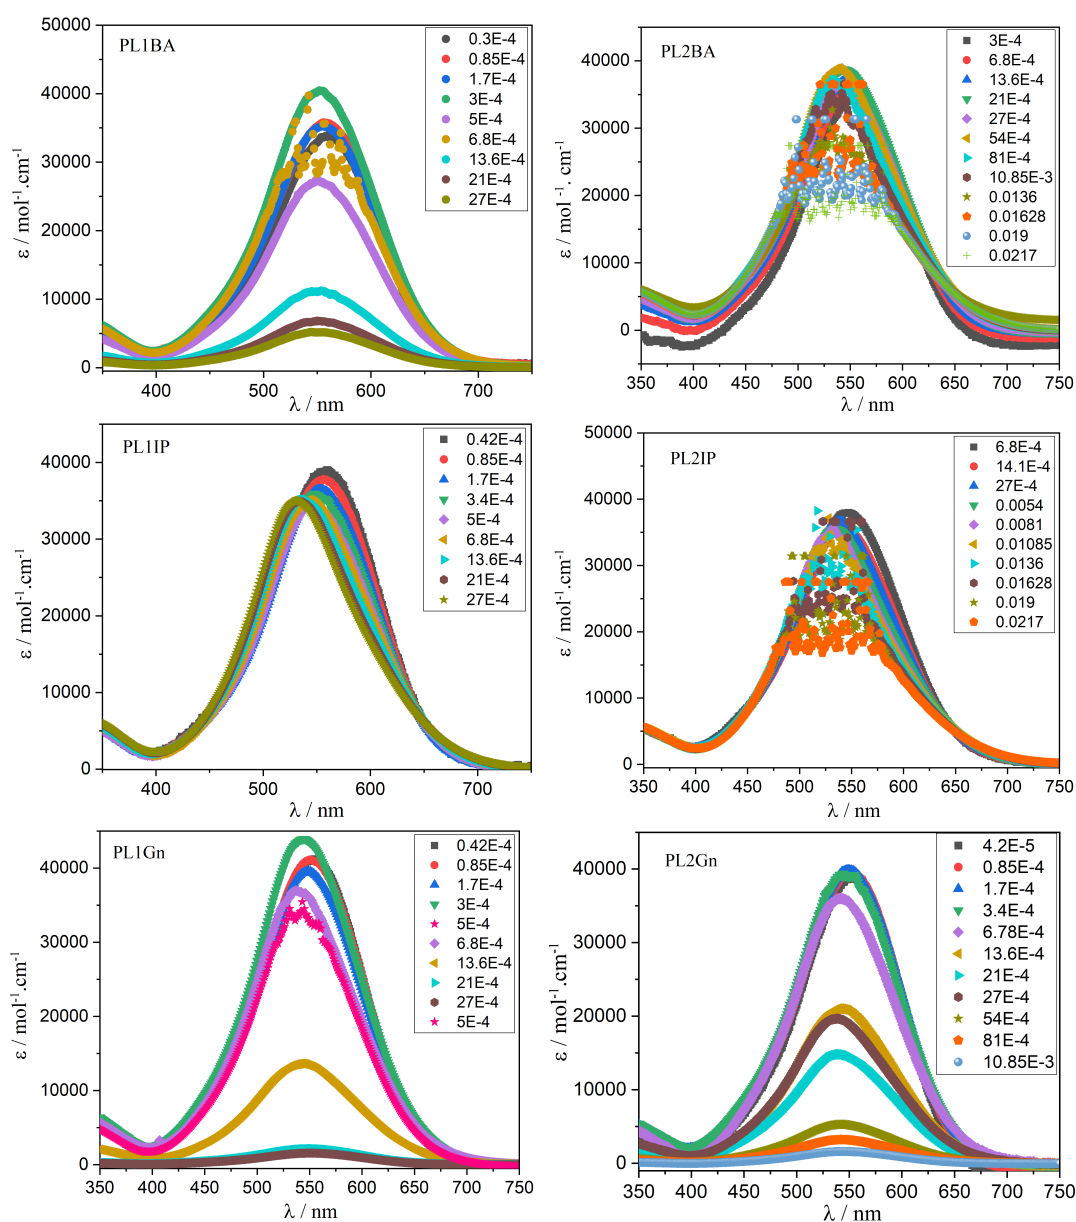 PL1BA
ε / mol⁻¹.cm⁻¹
50000
40000
30000
20000
10000
0
400
500
600
700
λ / nm
0.3E-4
0.85E-4
1.7E-4
3E-4
5E-4
6.8E-4
13.6E-4
21E-4
27E-4
PL2BA
ε / mol⁻¹. cm⁻¹
40000
30000
20000
10000
0
350
400
450
500
550
600
650
700
750
λ / nm
3E-4
6.8E-4
13.6E-4
21E-4
27E-4
54E-4
81E-4
10.85E-3
0.0136
0.01628
0.019
0.0217
PL1IP
ε / mol⁻¹.cm⁻¹
40000
30000
20000
10000
0
400
500
600
700
λ / nm
0.42E-4
0.85E-4
1.7E-4
3.4E-4
5E-4
6.8E-4
13.6E-4
21E-4
27E-4
PL2IP
ε / mol⁻¹.cm⁻¹
50000
40000
30000
20000
10000
0
350
400
450
500
550
600
650
700
750
λ / nm
6.8E-4
14.1E-4
27E-4
0.0054
0.0081
0.01085
0.0136
0.01628
0.019
0.0217
PL1Gn
ε / mol⁻¹.cm⁻¹
40000
30000
20000
10000
0
350
400
450
500
550
600
650
700
750
λ / nm
0.42E-4
0.85E-4
1.7E-4
3E-4
5E-4
6.8E-4
13.6E-4
21E-4
27E-4
5E-4
PL2Gn
ε / mol⁻¹.cm⁻¹
40000
30000
20000
10000
0
350
400
450
500
550
600
650
700
750
λ / nm
4.2E-5
0.85E-4
1.7E-4
3.4E-4
6.78E-4
13.6E-4
21E-4
27E-4
54E-4
81E-4
10.85E-3